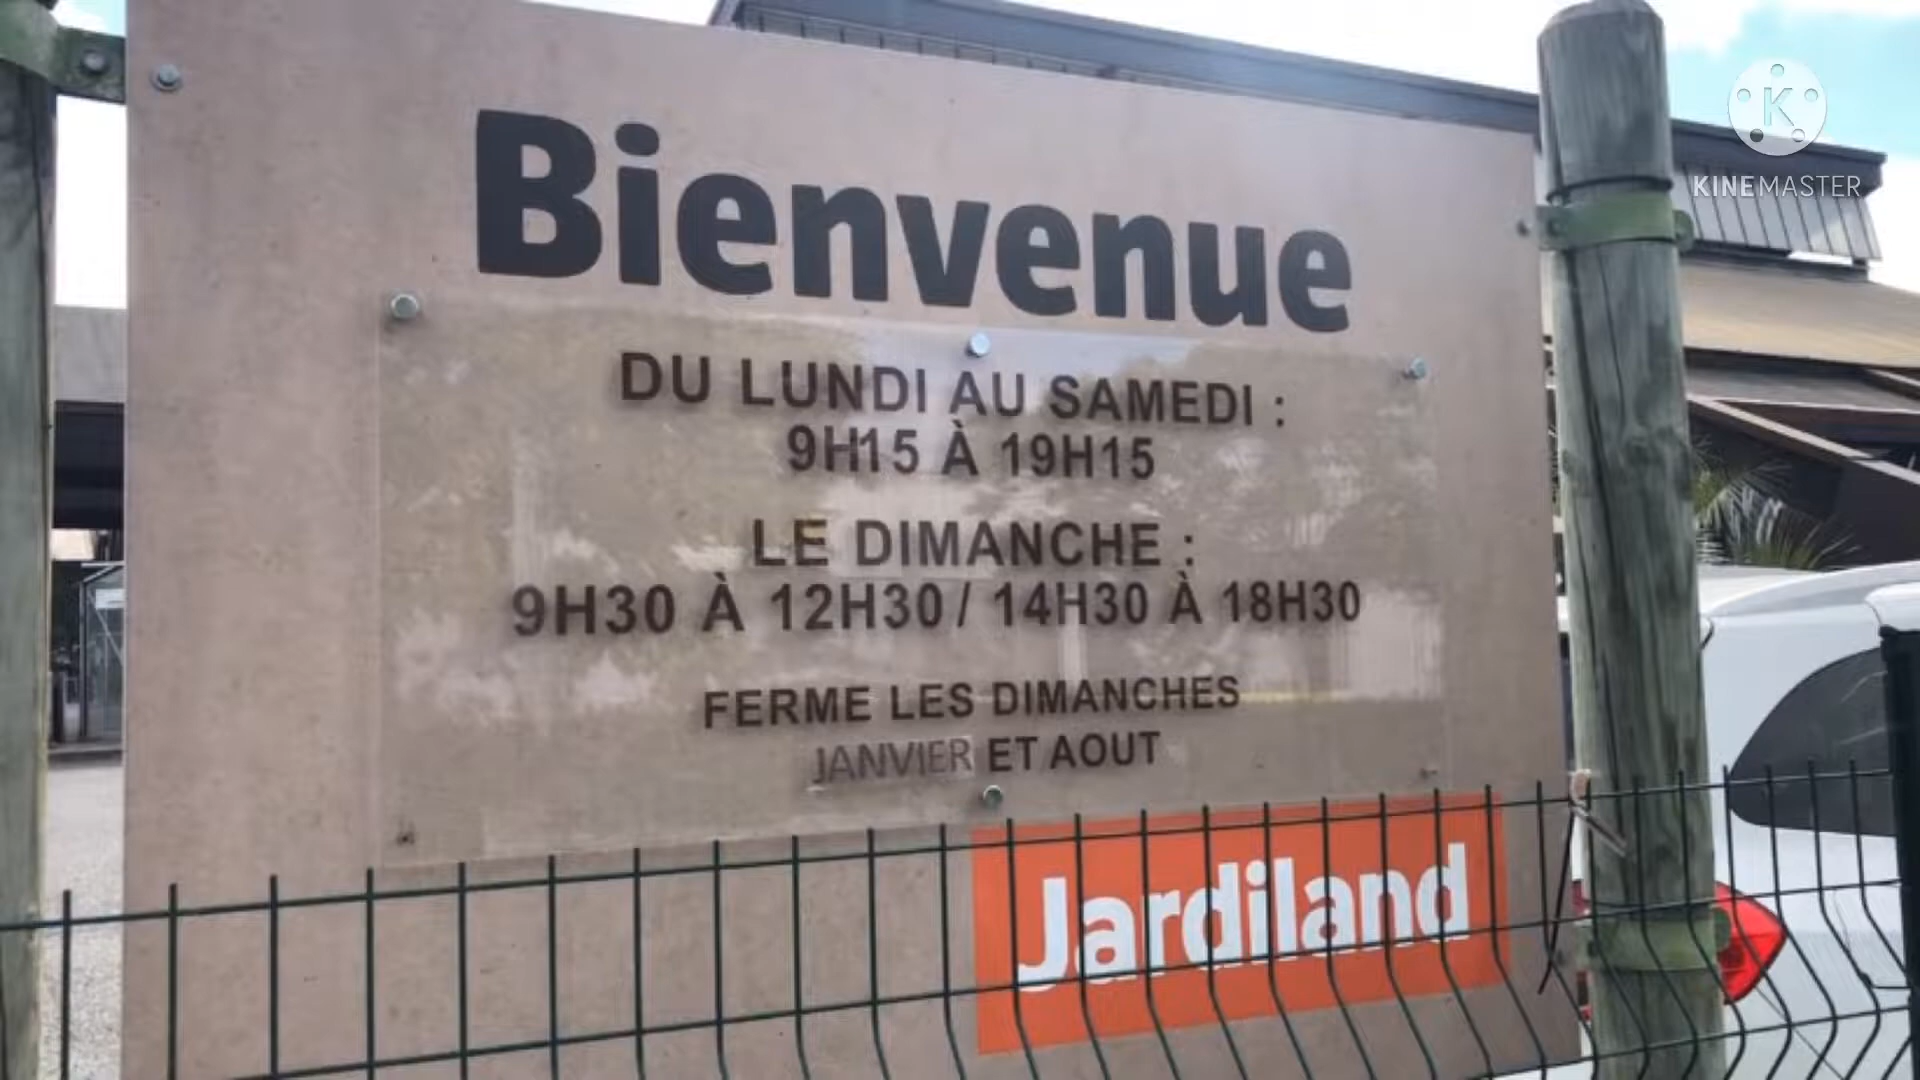 Bienvenue
DU LUNDI AU SAMEDI :
9H15 À 19H15
LE DIMANCHE :
9H30 À 12H30 / 14H30 À 18H30
FERME LES DIMANCHES
JANVIER ET AOUT
Jardiland
K
KINEMASTER